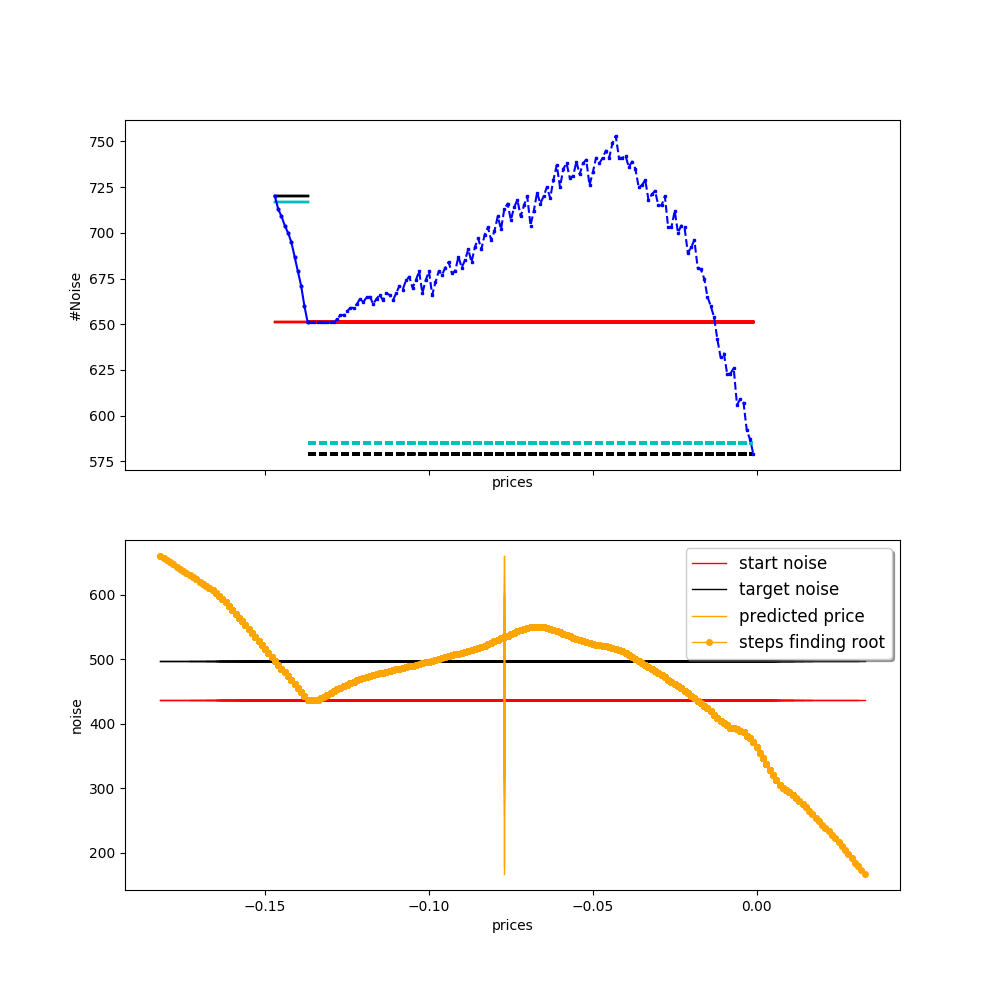 750
725
700
675
650
625
600
575
#Noise
prices
start noise
target noise
predicted price
steps finding root
600
500
400
300
200
noise
−0.15
−0.10
−0.05
0.00
prices